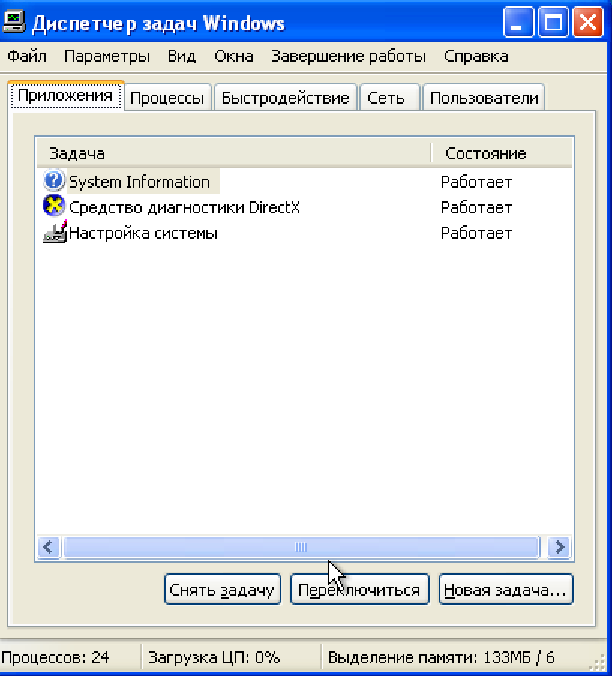 Диспетчер задач Windows
Файл Параметры Вид Окна Завершение работы Справка
Приложения Процессы Быстродействие Сеть Пользователи
Задача Состояние
System Information Работает
Средство диагностики DirectX Работает
Настройка системы Работает
Снять задачу Переключиться Новая задача...
Процессов: 24 Загрузка ЦП: 0% Выделение памяти: 133МБ / 6